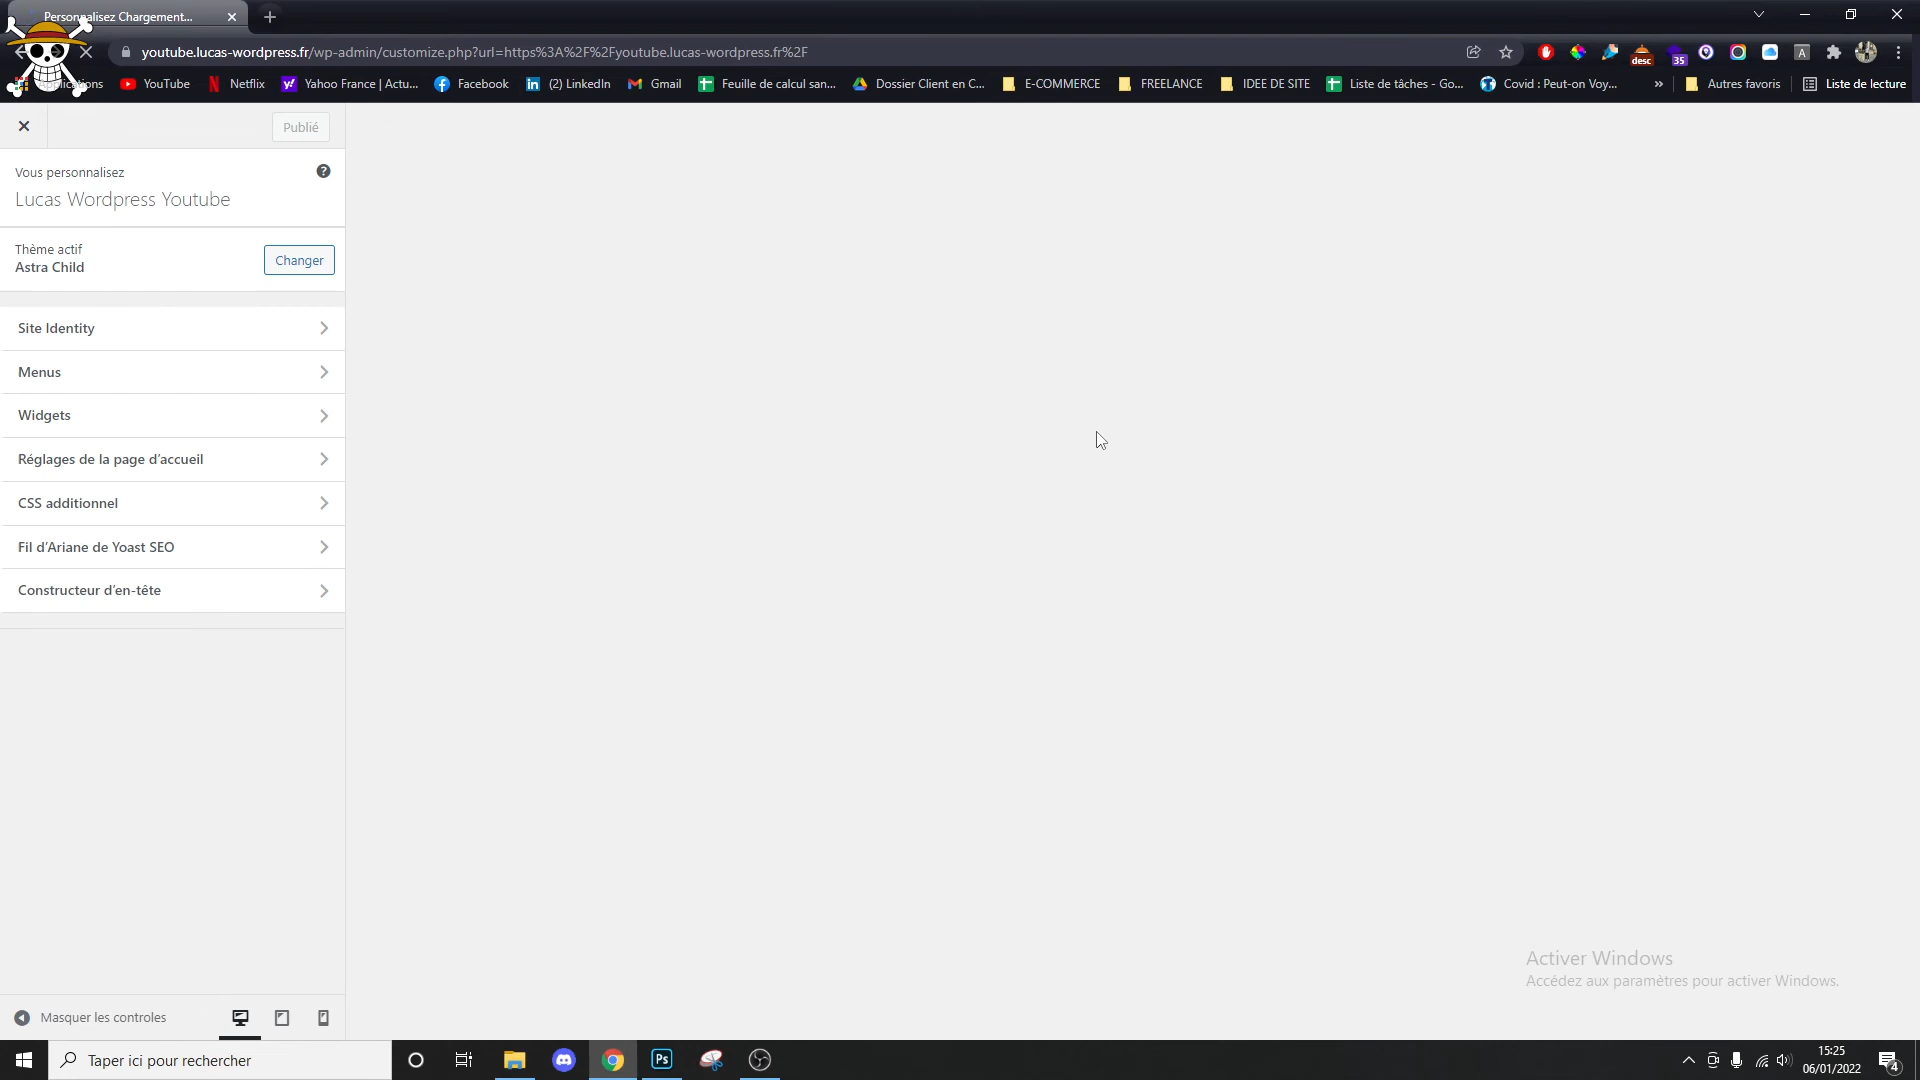 Personnalisez Chargement...
youtube.lucas-wordpress.fr/wp-admin/customize.php?url=https%3A%2F%2Fyoutube.lucas-wordpress.fr%2F
desc
35
A
YouTube
Netflix
Yahoo France | Actu...
Facebook
in (2) LinkedIn
Gmail
Feuille de calcul san...
Dossier Client en C...
E-COMMERCE
FREELANCE
IDEE DE SITE
Liste de tâches - Go...
Covid : Peut-on Voy...
»
Autres favoris
Liste de lecture
Publié
Vous personnalisez
Lucas Wordpress Youtube
Thème actif
Astra Child
Changer
Site Identity
Menus
Widgets
Réglages de la page d’accueil
CSS additionnel
Fil d’Ariane de Yoast SEO
Constructeur d’en-tête
Activer Windows
Accédez aux paramètres pour activer Windows.
Masquer les controles
Taper ici pour rechercher
Ps
15:25
06/01/2022
4